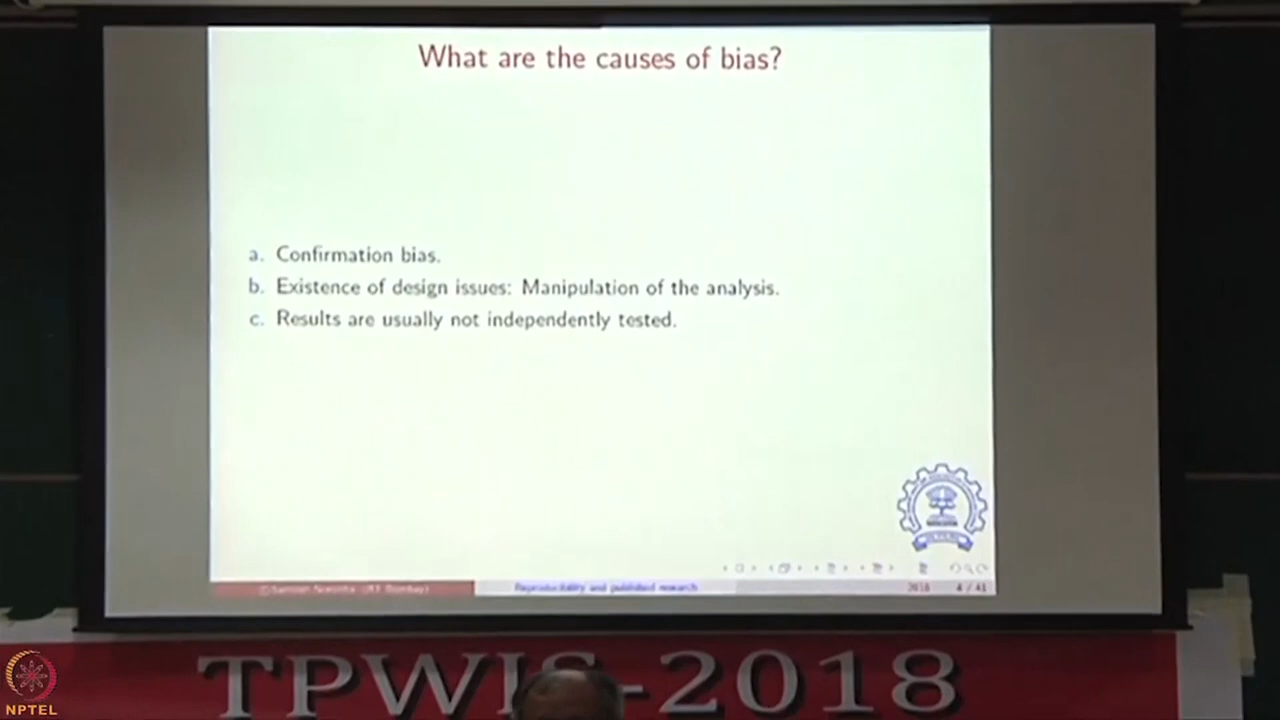 What are the causes of bias?
a. Confirmation bias.
b. Existence of design issues: Manipulation of the analysis.
c. Results are usually not independently tested.
Reproducibility and published research
2018 4 / 41
TPWIS-2018
NPTEL